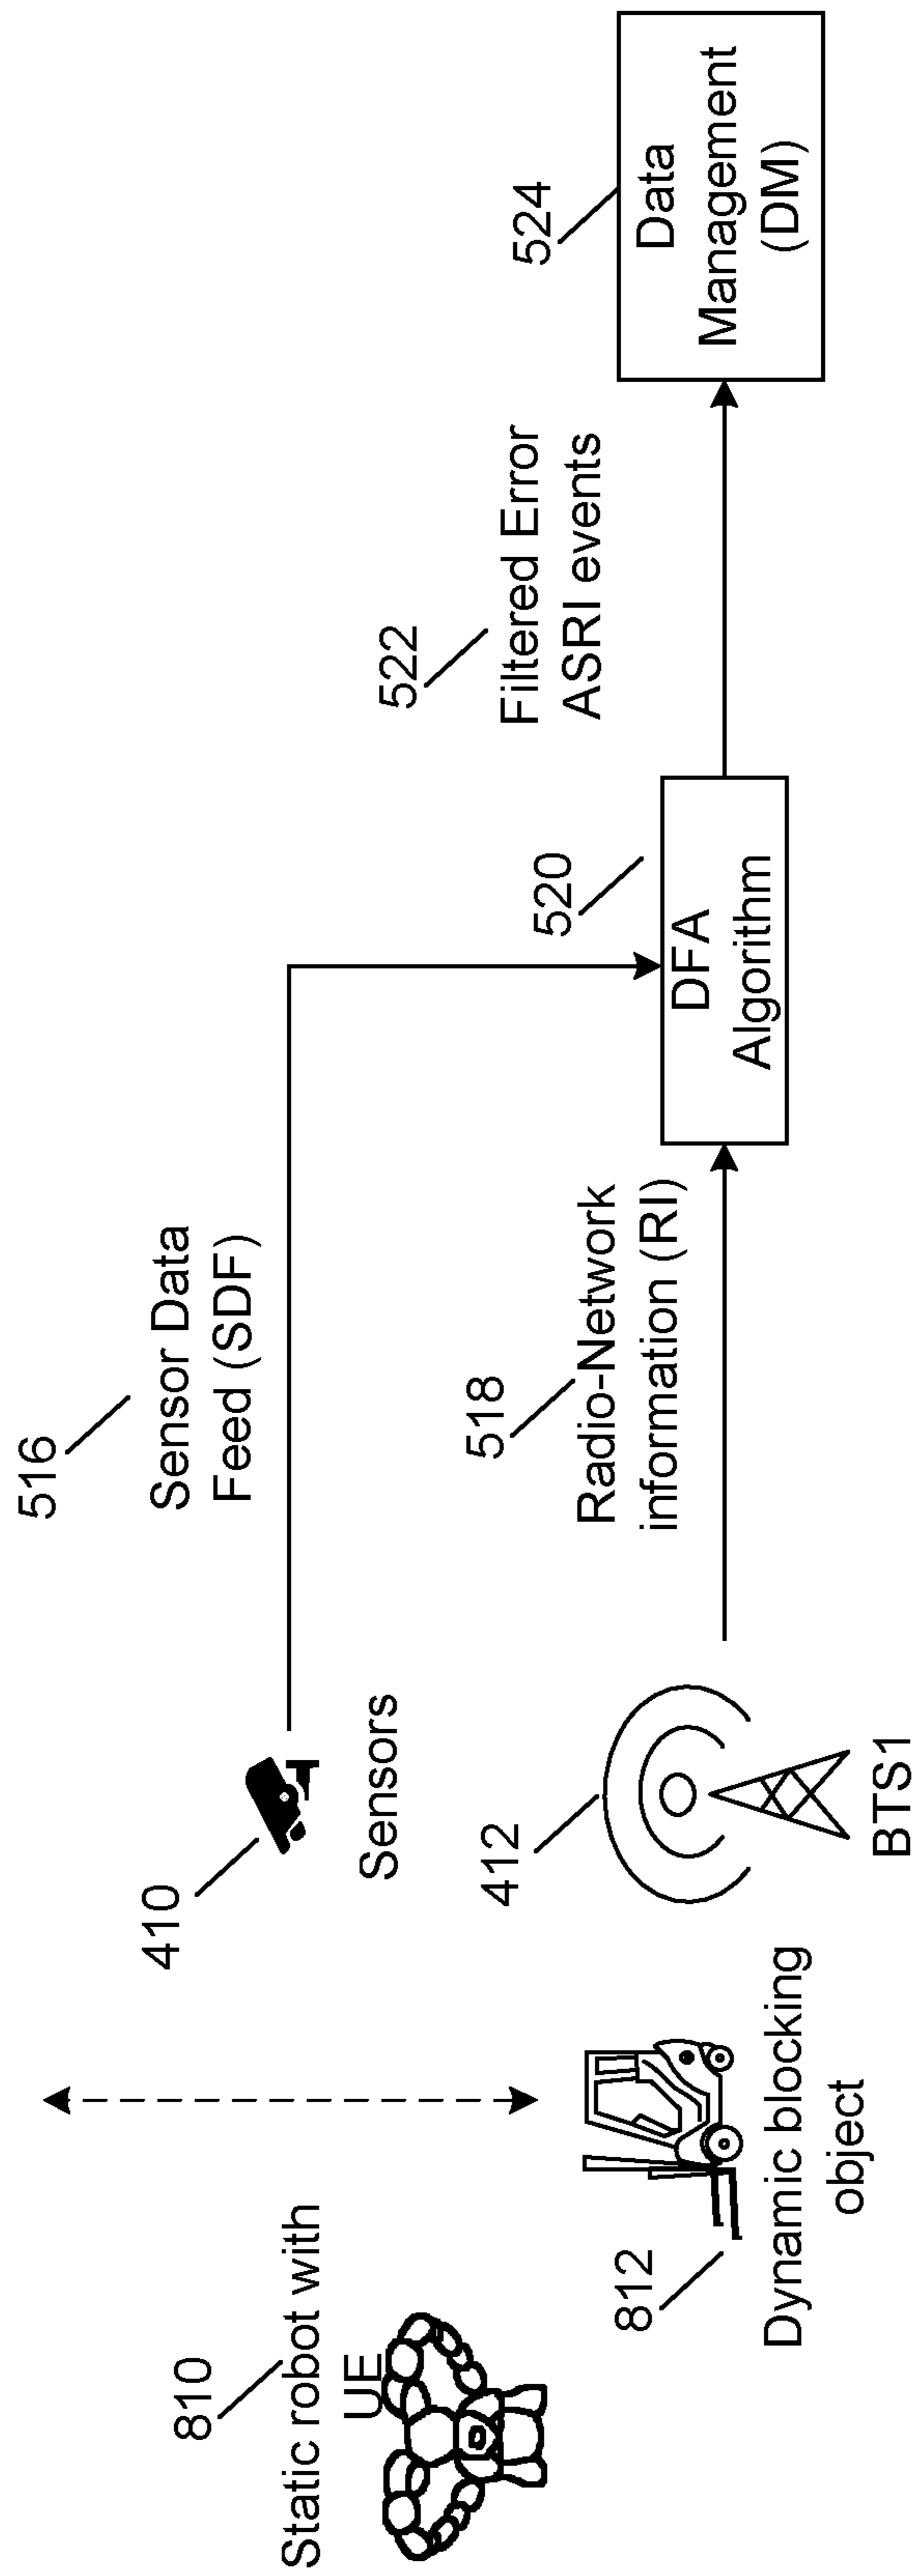 810
Static robot with
UE
812
Dynamic blocking
object
410
Sensors
412
BTS1
516
Sensor Data
Feed (SDF)
518
Radio-Network
information (RI)
520
DFA
Algorithm
522
Filtered Error
ASRI events
524
Data
Management
(DM)